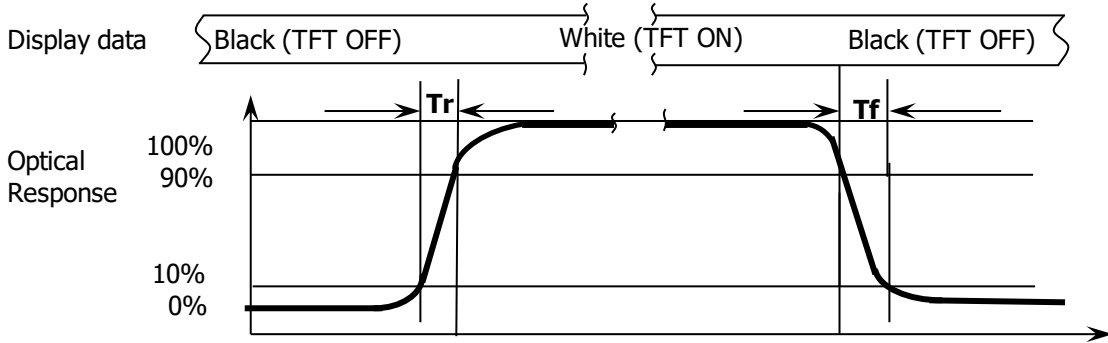 Display data
Black (TFT OFF)
White (TFT ON)
Black (TFT OFF)
Tr
Tf
Optical
Response
100%
90%
10%
0%